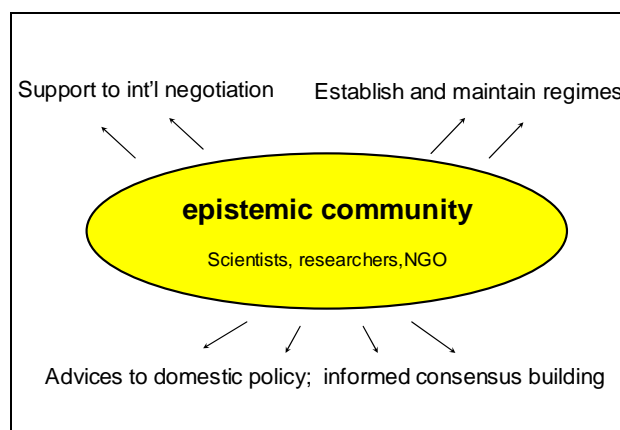 Support to int'l negotiation
Establish and maintain regimes
epistemic community
Scientists, researchers,NGO
Advices to domestic policy;  informed consensus building